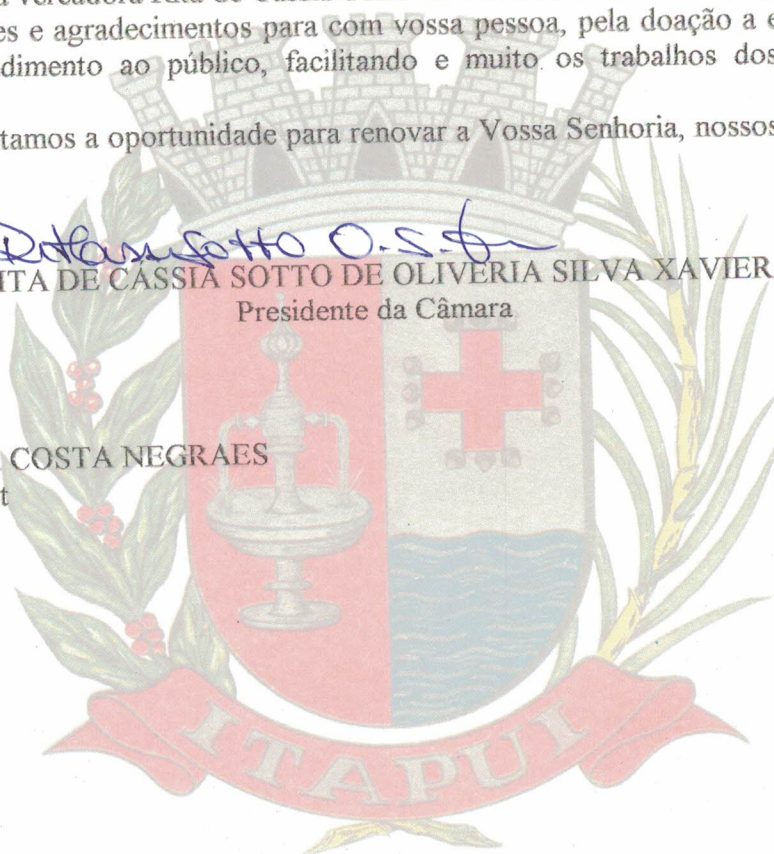 es e agradecimentos para com vossa pessoa, pela doação a e
dimento ao público, facilitando e muito os trabalhos dos
tamos a oportunidade para renovar a Vossa Senhoria, nossos
ITA DE CÁSSIA SOTTO DE OLIVERIA SILVA XAVIER
Presidente da Câmara
COSTA NEGRAES
t
ITAPUI